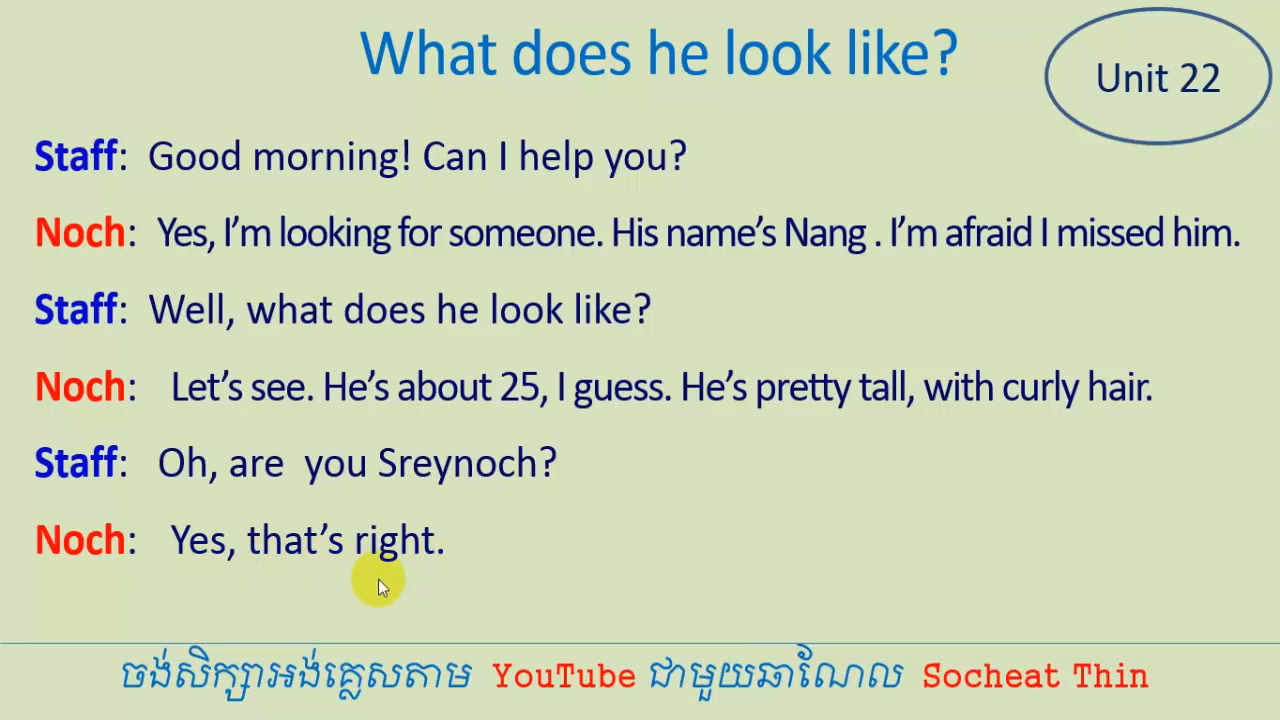 What does he look like?
Unit 22
Staff: Good morning! Can I help you?
Noch: Yes, I’m looking for someone. His name’s Nang . I’m afraid I missed him.
Staff: Well, what does he look like?
Noch: Let’s see. He’s about 25, I guess. He’s pretty tall, with curly hair.
Staff: Oh, are you Sreynoch?
Noch: Yes, that’s right.
ចង់សិក្សាអង់គ្លេសតាម YouTube ជាមួយឆាណែល Socheat Thin